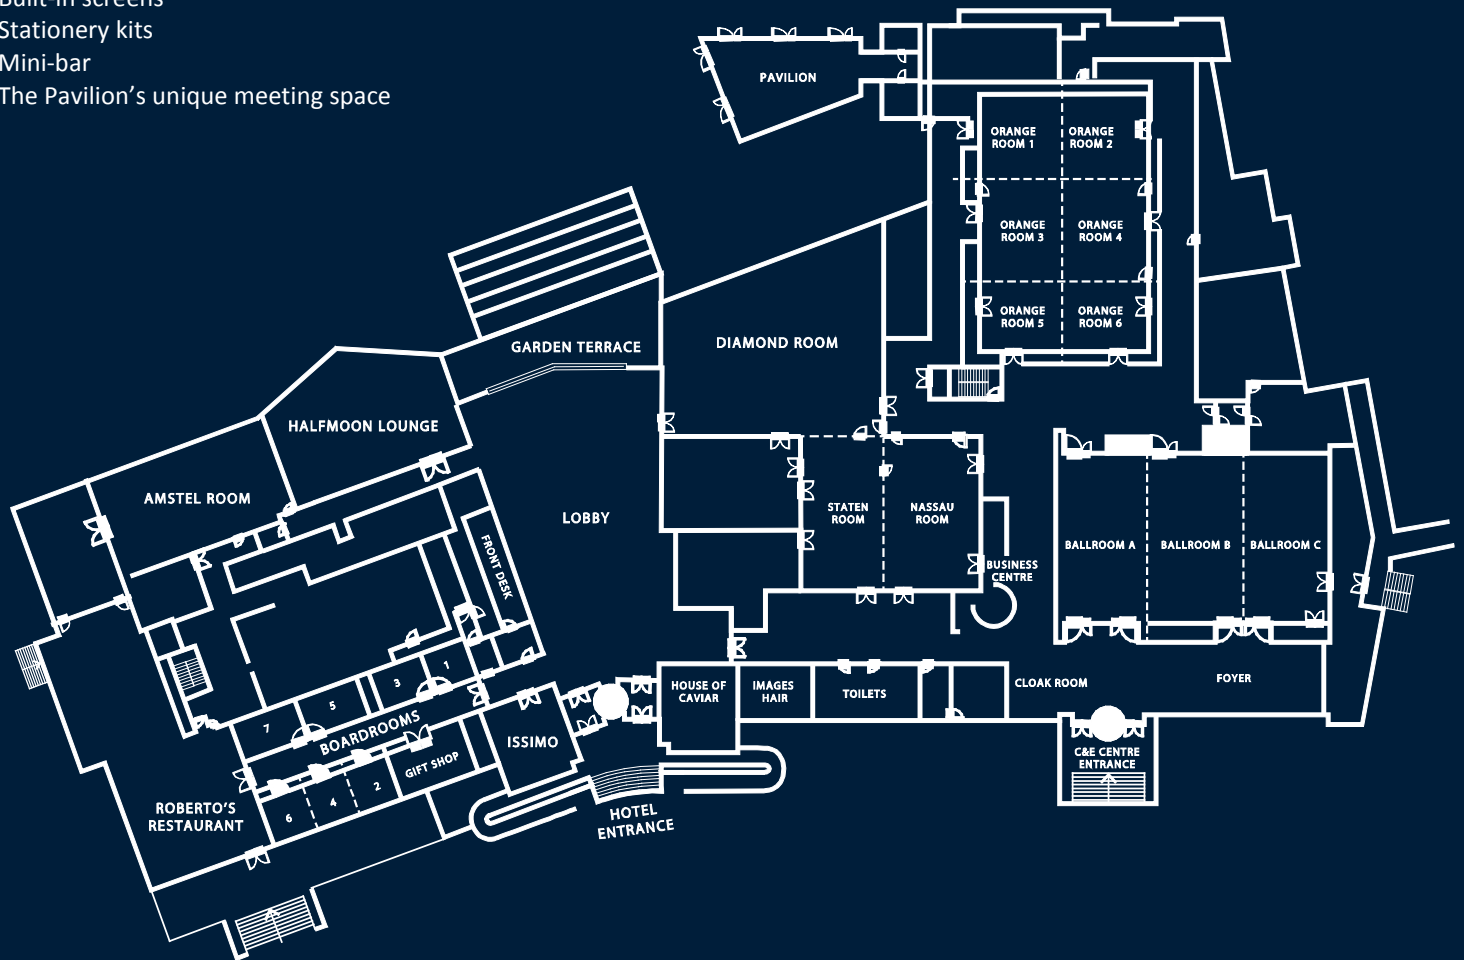 Built-in screens
Stationery kits
Mini-bar
The Pavilion's unique meeting space
PAVILION
ORANGE
ROOM 1
ORANGE
ROOM 2
ORANGE
ROOM 3
ORANGE
ROOM 4
ORANGE
ROOM 5
ORANGE
ROOM 6
GARDEN TERRACE
DIAMOND ROOM
HALFMOON LOUNGE
AMSTEL ROOM
LOBBY
STATEN
ROOM
NASSAU
ROOM
FRONT DESK
BUSINESS
CENTRE
BALLROOM A
BALLROOM B
BALLROOM C
HOUSE OF
CAVIAR
IMAGES
HAIR
TOILETS
CLOAK ROOM
FOYER
1
3
5
7
BOARDROOMS
ISSIMO
GIFT SHOP
2
4
6
C&E CENTRE
ENTRANCE
ROBERTO'S
RESTAURANT
HOTEL
ENTRANCE